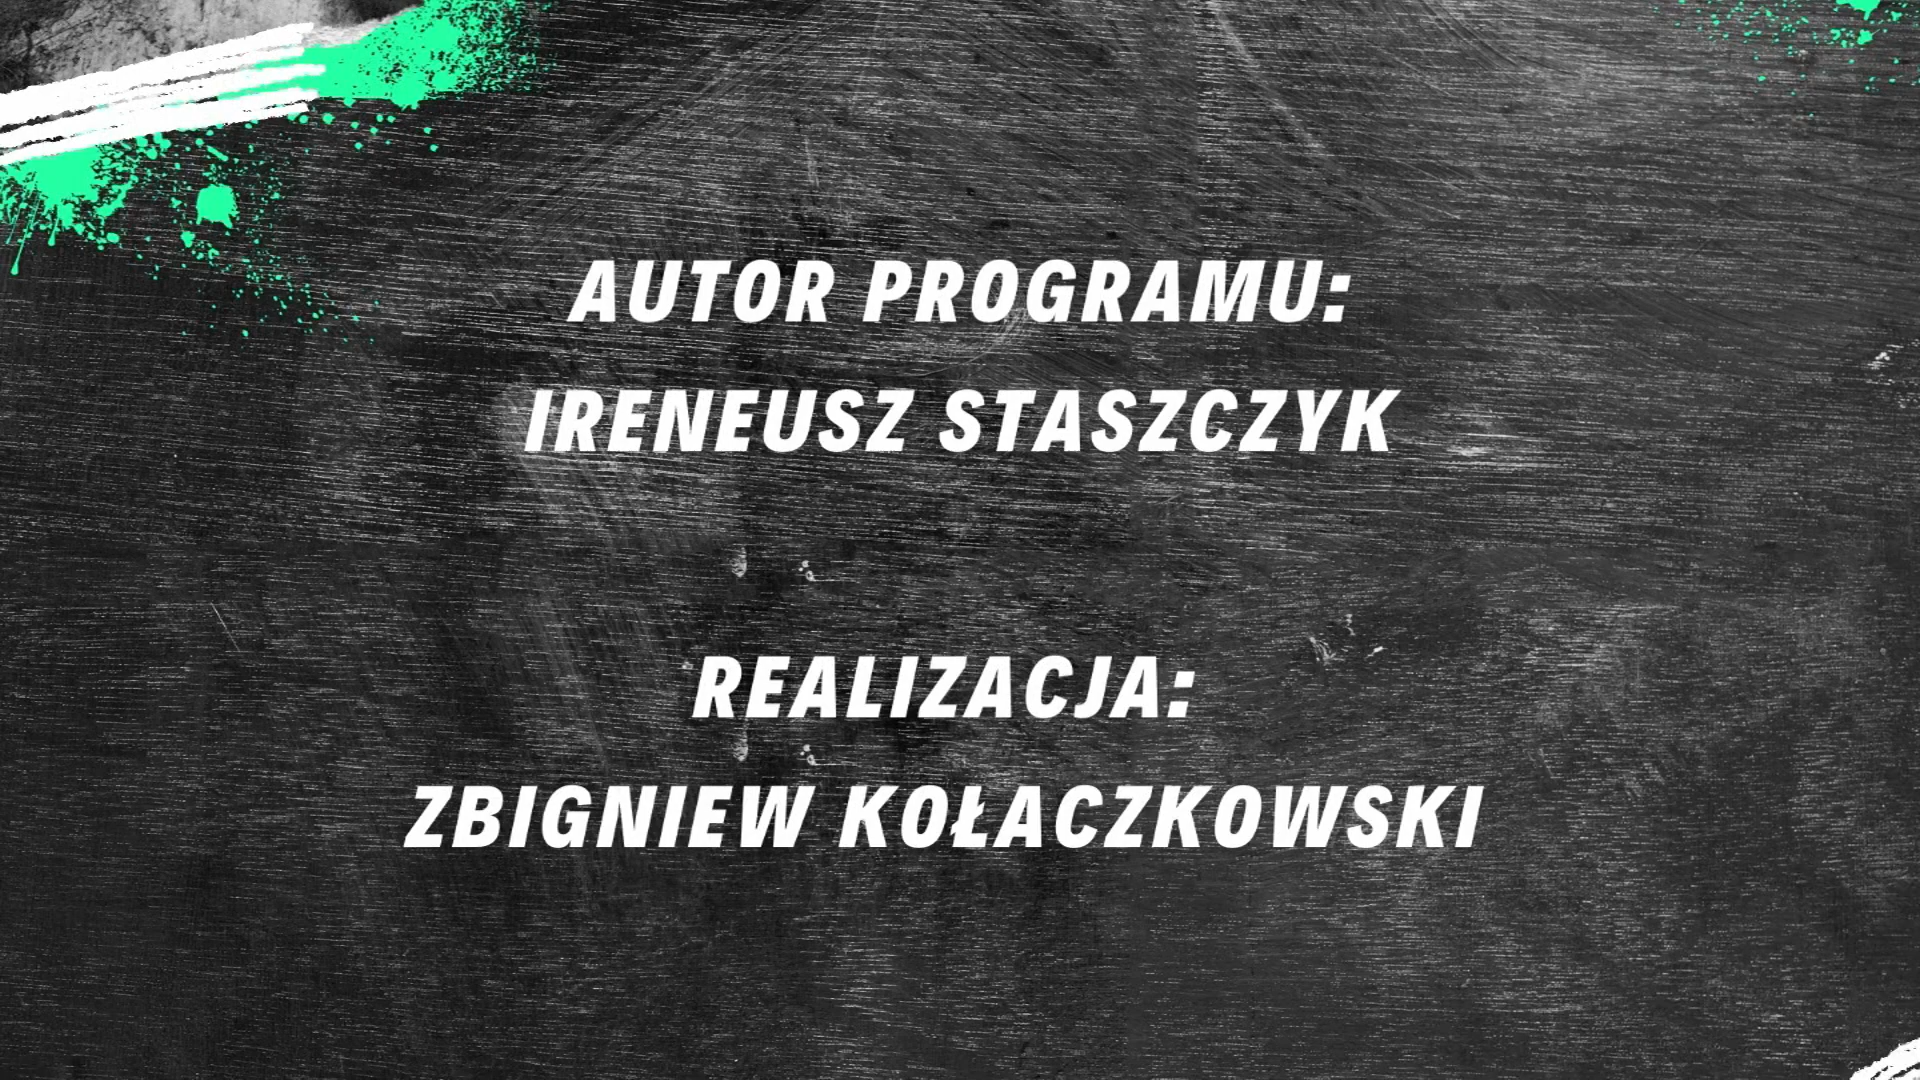 AUTOR PROGRAMU:
IRENEUSZ STASZCZYK
REALIZACJA:
ZBIGNIEW KOŁACZKOWSKI